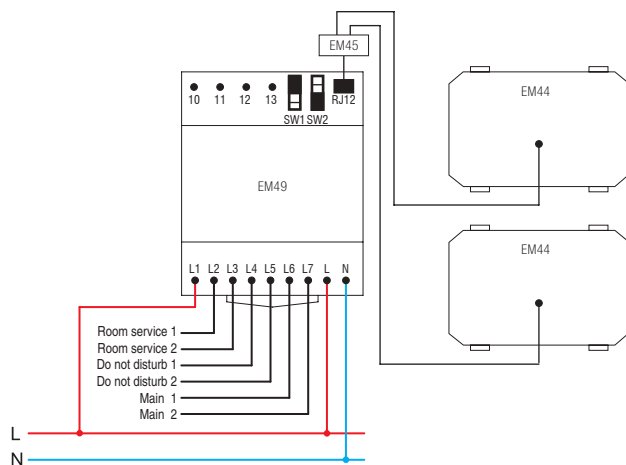 EM45
EM44
10 11 12 13 RJ12
SW1 SW2
EM49
EM44
L1 L2 L3 L4 L5 L6 L7 L N
Room service 1
Room service 2
Do not disturb 1
Do not disturb 2
Main 1
Main 2
L
N